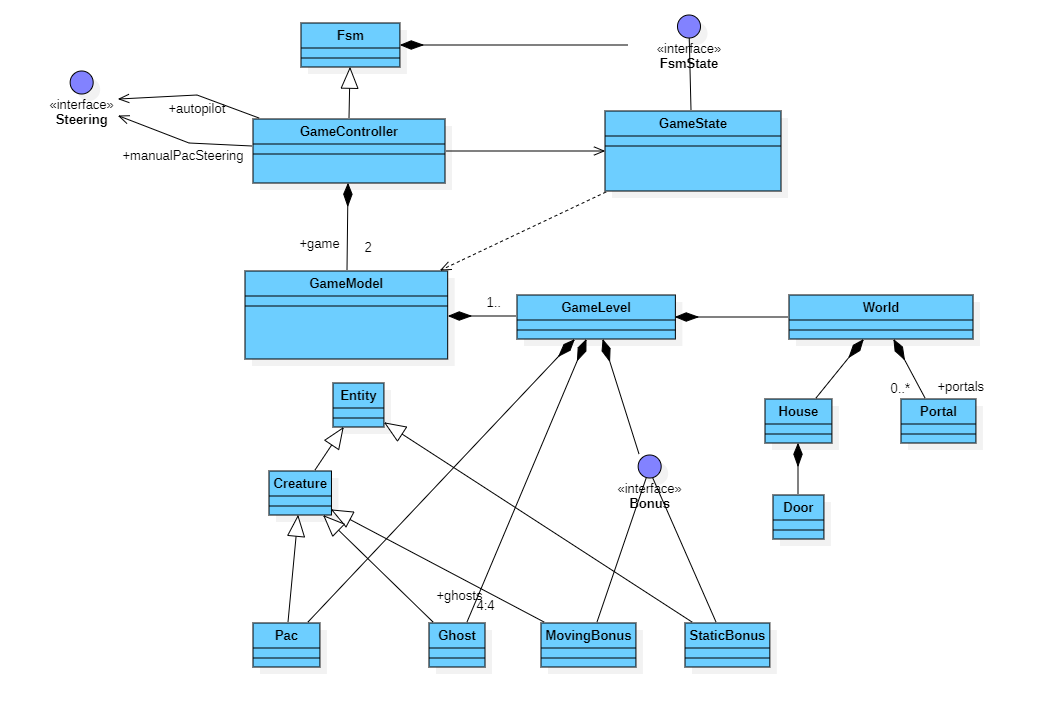 Fsm
«interface»
FsmState
«interface»
Steering
+autopilot
GameController
GameState
+manualPacSteering
+game
2
GameModel
1..
GameLevel
World
Entity
0..*
+portals
House
Portal
Creature
«interface»
Bonus
Door
+ghosts
4:4
Pac
Ghost
MovingBonus
StaticBonus